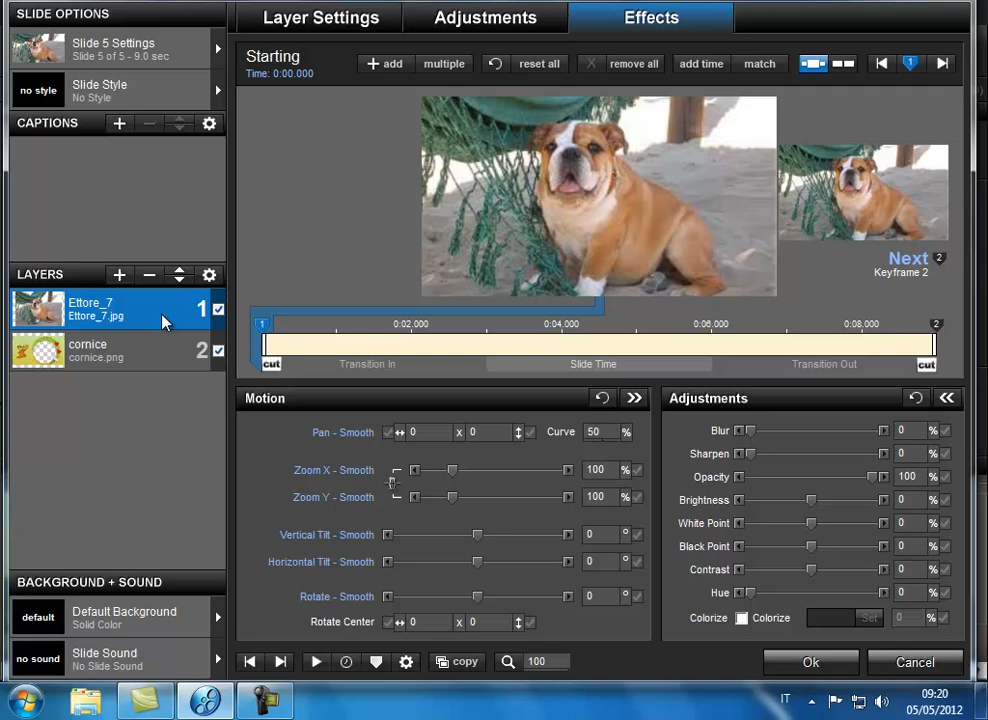 SLIDE OPTIONS
Layer Settings
Adjustments
Effects
Slide 5 Settings
Slide 5 of 5 - 9.0 sec
no style
Slide Style
No Style
CAPTIONS
Starting
Time: 0:00.000
add
multiple
reset all
remove all
add time
match
1
Next 2
Keyframe 2
LAYERS
Ettore_7
Ettore_7.jpg
1
cornice
cornice.png
2
1
0:02.000
0:04.000
0:06.000
0:08.000
2
cut
Transition In
Slide Time
Transition Out
cut
Motion
Pan - Smooth 0 x 0 Curve 50 %
Zoom X - Smooth 100 %
Zoom Y - Smooth 100 %
Vertical Tilt - Smooth 0 °
Horizontal Tilt - Smooth 0 °
Rotate - Smooth 0 °
Rotate Center 0 x 0
Adjustments
Blur 0 %
Sharpen 0 %
Opacity 100 %
Brightness 0 %
White Point 0 %
Black Point 0 %
Contrast 0 %
Hue 0 %
Colorize Colorize Set 0 %
BACKGROUND + SOUND
default
Default Background
Solid Color
no sound
Slide Sound
No Slide Sound
copy
100
Ok
Cancel
IT
09:20
05/05/2012